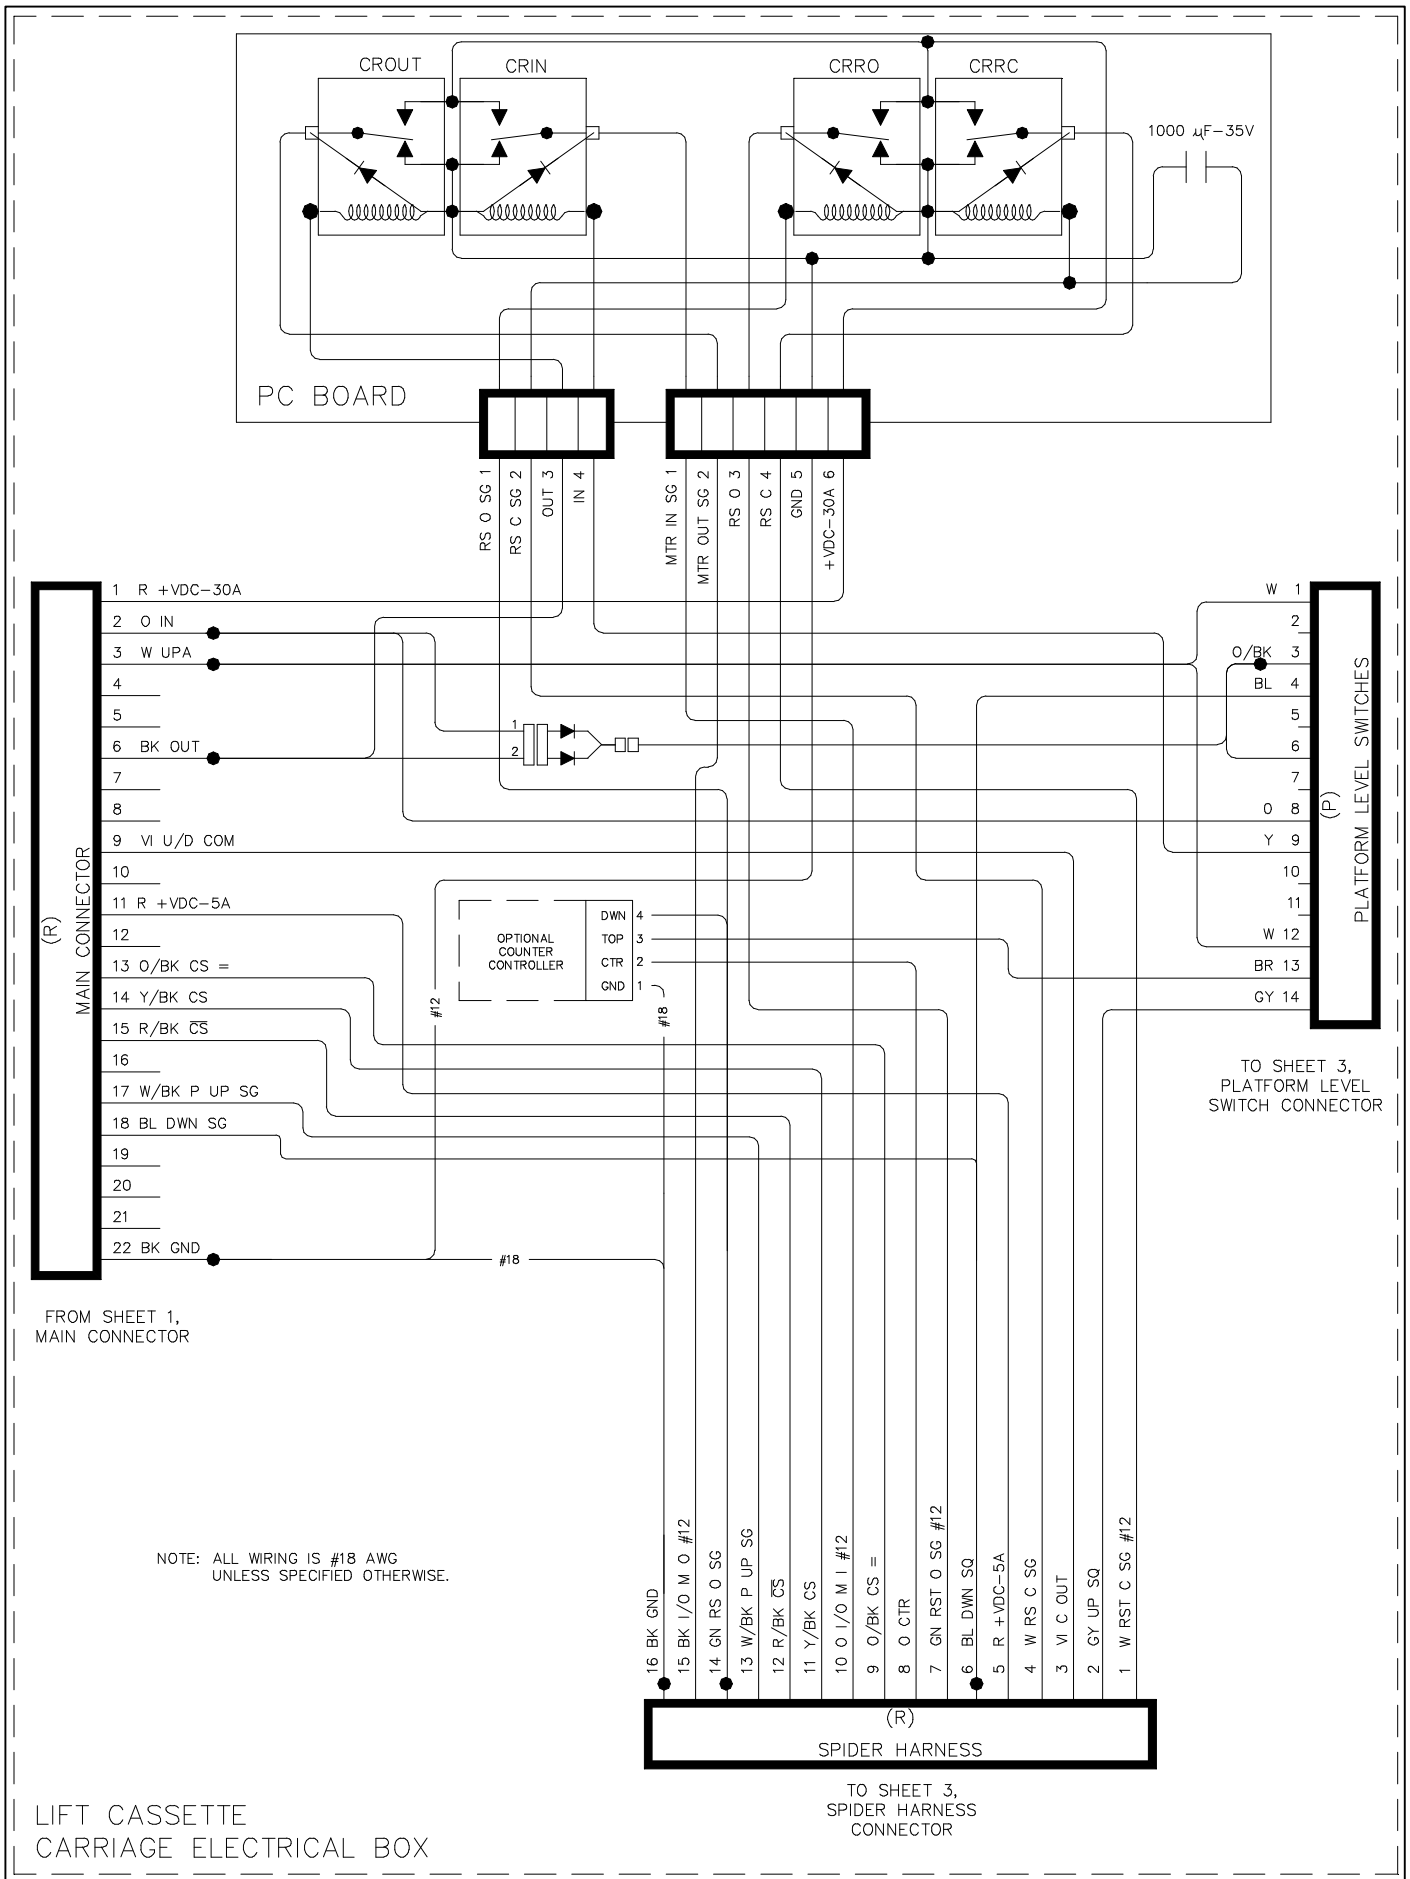 CROUT
CRIN
CRRO
CRRC
1000 µF-35V
PC BOARD
RS O SG 1
RS C SG 2
OUT 3
IN 4
MTR IN SG 1
MTR OUT SG 2
RS O 3
RS C 4
GND 5
+VDC-30A 6
MAIN CONNECTOR
(R)
1 R +VDC-30A
2 O IN
3 W UPA
4
5
6 BK OUT
7
8
9 VI U/D COM
10
11 R +VDC-5A
12
13 O/BK CS =
14 Y/BK CS
15 R/BK C̅S̅
16
17 W/BK P UP SG
18 BL DWN SG
19
20
21
22 BK GND
FROM SHEET 1,
MAIN CONNECTOR
1
2
OPTIONAL
COUNTER
CONTROLLER
DWN 4
TOP 3
CTR 2
GND 1
#12
#18
#18
W 1
2
O/BK 3
BL 4
5
6
7
O 8
Y 9
10
11
W 12
BR 13
GY 14
(P)
PLATFORM LEVEL SWITCHES
TO SHEET 3,
PLATFORM LEVEL
SWITCH CONNECTOR
NOTE: ALL WIRING IS #18 AWG
UNLESS SPECIFIED OTHERWISE.
16 BK GND
15 BK I/O M O #12
14 GN RS O SG
13 W/BK P UP SG
12 R/BK C̅S̅
11 Y/BK CS
10 O I/O M I #12
9 O/BK CS =
8 O CTR
7 GN RST O SG #12
6 BL DWN SQ
5 R +VDC-5A
4 W RS C SG
3 VI C OUT
2 GY UP SQ
1 W RST C SG #12
(R)
SPIDER HARNESS
TO SHEET 3,
SPIDER HARNESS
CONNECTOR
LIFT CASSETTE
CARRIAGE ELECTRICAL BOX